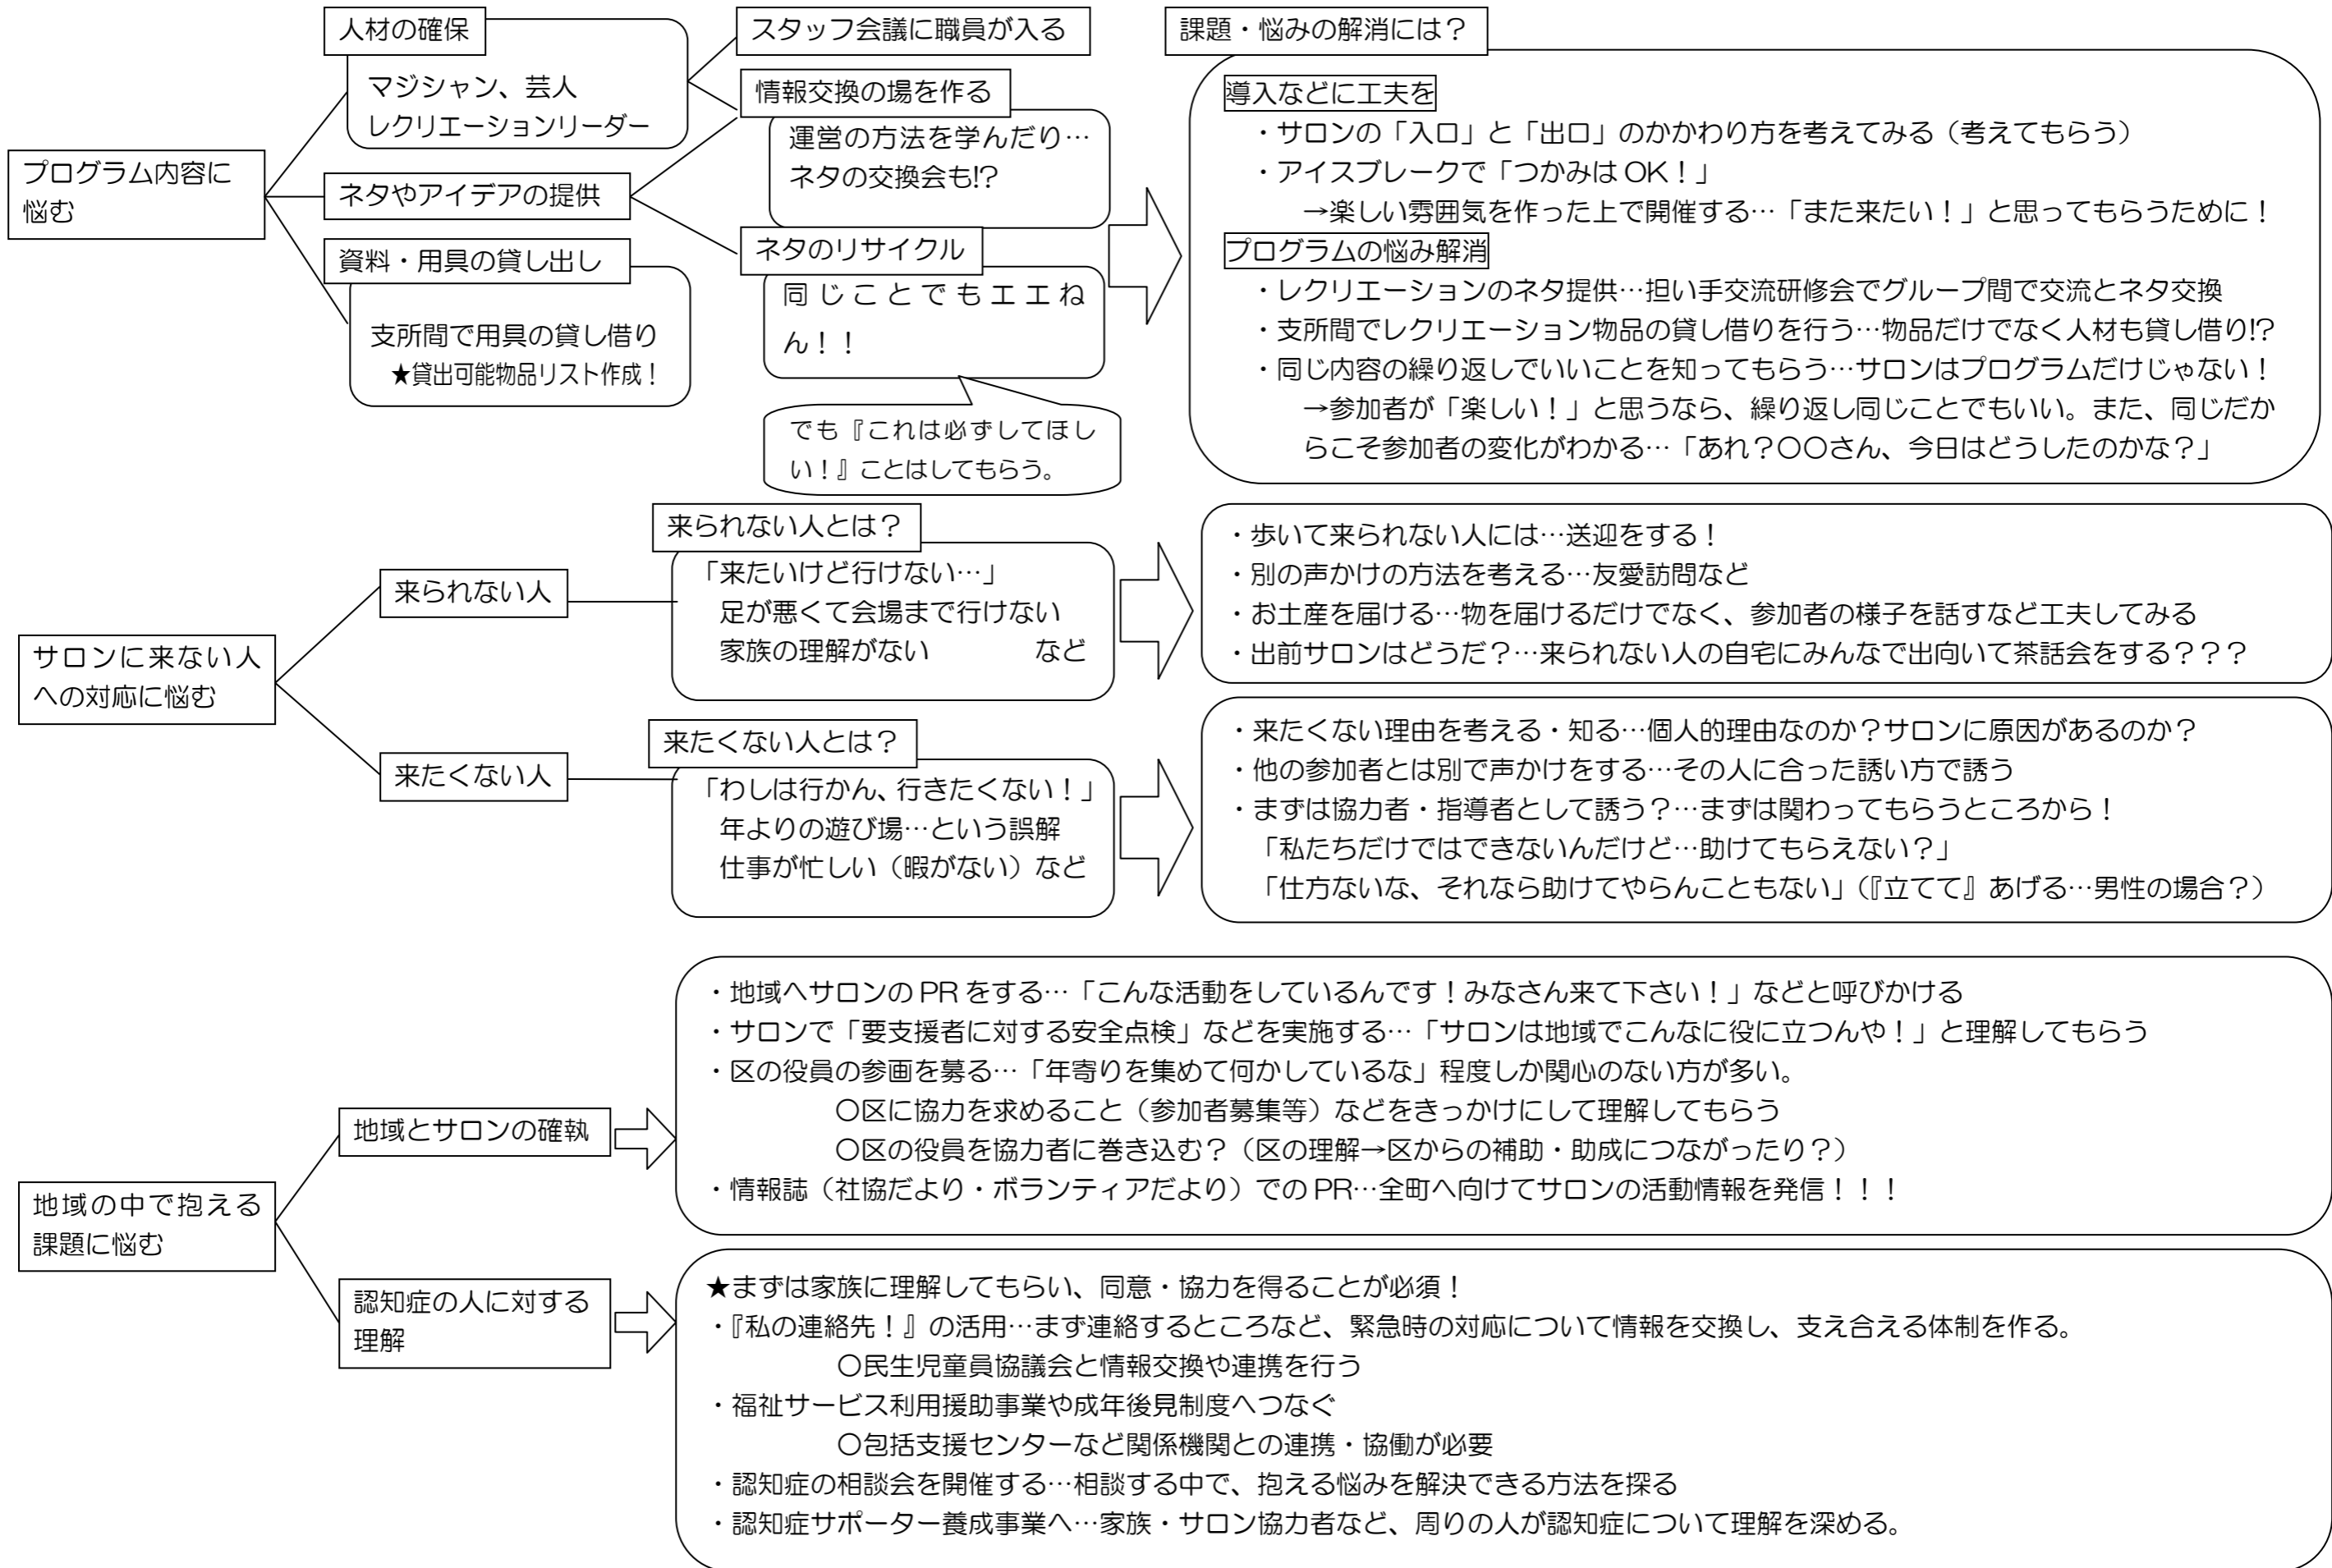 プログラム内容に
悩む
人材の確保
マジシャン、芸人
レクリエーションリーダー
ネタやアイデアの提供
資料・用具の貸し出し
支所間で用具の貸し借り
★貸出可能物品リスト作成！
スタッフ会議に職員が入る
情報交換の場を作る
運営の方法を学んだり…
ネタの交換会も!?
ネタのリサイクル
同じことでもエエね
ん！！
でも『これは必ずしてほし
い！』ことはしてもらう。
課題・悩みの解消には？
導入などに工夫を
・サロンの「入口」と「出口」のかかわり方を考えてみる（考えてもらう）
・アイスブレークで「つかみは OK！」
→楽しい雰囲気を作った上で開催する…「また来たい！」と思ってもらうために！
プログラムの悩み解消
・レクリエーションのネタ提供…担い手交流研修会でグループ間で交流とネタ交換
・支所間でレクリエーション物品の貸し借りを行う…物品だけでなく人材も貸し借り!?
・同じ内容の繰り返しでいいことを知ってもらう…サロンはプログラムだけじゃない！
→参加者が「楽しい！」と思うなら、繰り返し同じことでもいい。また、同じだか
らこそ参加者の変化がわかる…「あれ？〇〇さん、今日はどうしたのかな？」
サロンに来ない人
への対応に悩む
来られない人
来られない人とは？
「来たいけど行けない…」
足が悪くて会場まで行けない
家族の理解がない　　　　など
・歩いて来られない人には…送迎をする！
・別の声かけの方法を考える…友愛訪問など
・お土産を届ける…物を届けるだけでなく、参加者の様子を話すなど工夫してみる
・出前サロンはどうだ？…来られない人の自宅にみんなで出向いて茶話会をする？？？
来たくない人
来たくない人とは？
「わしは行かん、行きたくない！」
年よりの遊び場…という誤解
仕事が忙しい（暇がない）など
・来たくない理由を考える・知る…個人的理由なのか？サロンに原因があるのか？
・他の参加者とは別で声かけをする…その人に合った誘い方で誘う
・まずは協力者・指導者として誘う？…まずは関わってもらうところから！
「私たちだけではできないんだけど…助けてもらえない？」
「仕方ないな、それなら助けてやらんこともない」（『立てて』あげる…男性の場合？）
地域の中で抱える
課題に悩む
地域とサロンの確執
・地域へサロンの PR をする…「こんな活動をしているんです！みなさん来て下さい！」などと呼びかける
・サロンで「要支援者に対する安全点検」などを実施する…「サロンは地域でこんなに役に立つんや！」と理解してもらう
・区の役員の参画を募る…「年寄りを集めて何かしているな」程度しか関心のない方が多い。
〇区に協力を求めること（参加者募集等）などをきっかけにして理解してもらう
〇区の役員を協力者に巻き込む？（区の理解→区からの補助・助成につながったり？）
・情報誌（社協だより・ボランティアだより）での PR…全町へ向けてサロンの活動情報を発信！！！
認知症の人に対する
理解
★まずは家族に理解してもらい、同意・協力を得ることが必須！
・『私の連絡先！』の活用…まず連絡するところなど、緊急時の対応について情報を交換し、支え合える体制を作る。
〇民生児童員協議会と情報交換や連携を行う
・福祉サービス利用援助事業や成年後見制度へつなぐ
〇包括支援センターなど関係機関との連携・協働が必要
・認知症の相談会を開催する…相談する中で、抱える悩みを解決できる方法を探る
・認知症サポーター養成事業へ…家族・サロン協力者など、周りの人が認知症について理解を深める。